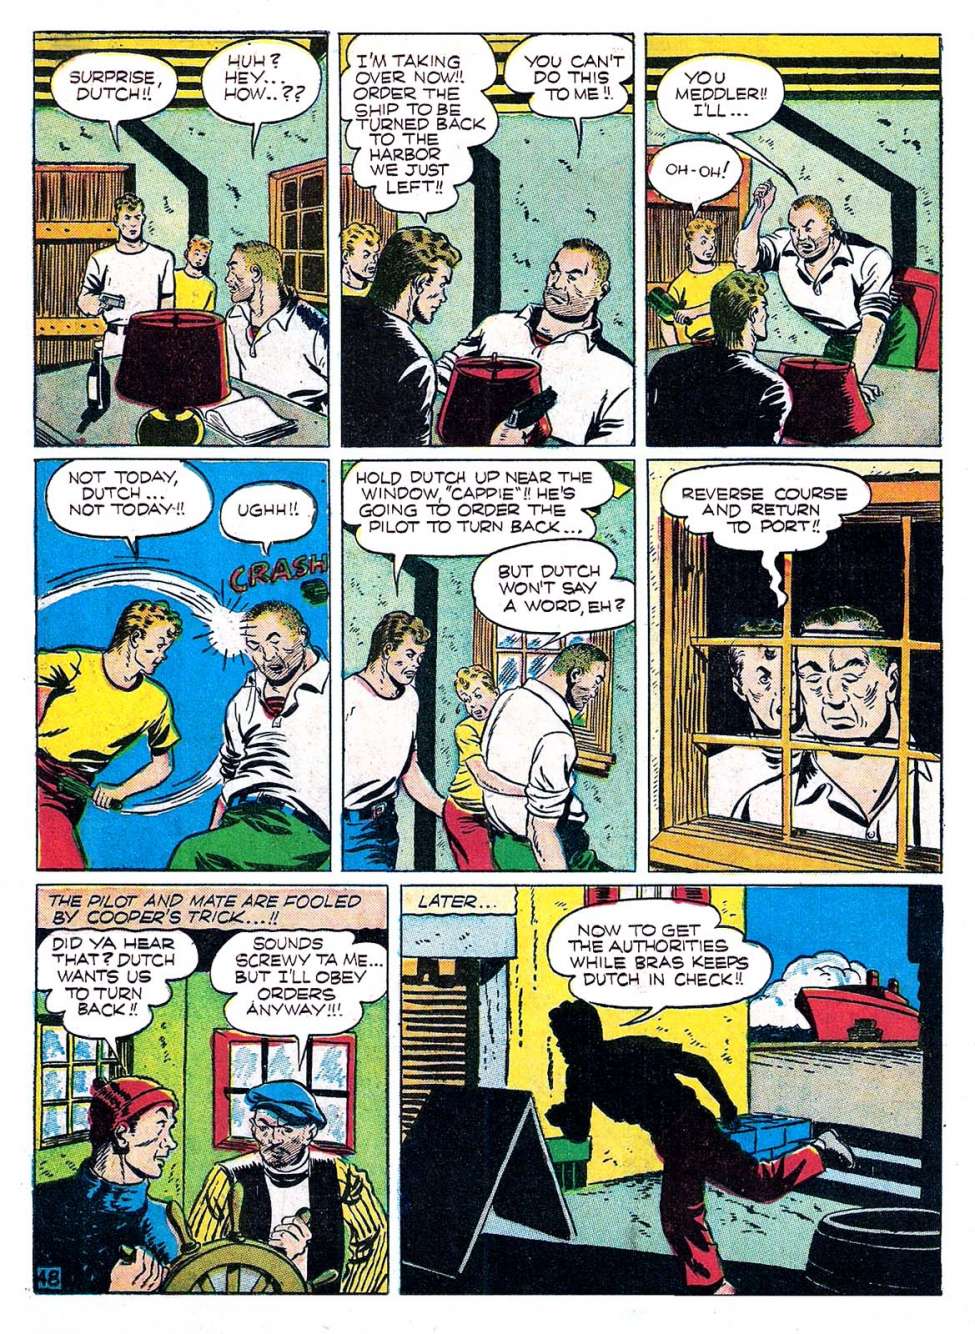 SURPRISE,
DUTCH!!
HUH?
HEY...
HOW..??
I'M TAKING
OVER NOW!!
ORDER THE
SHIP TO BE
TURNED BACK
TO THE
HARBOR
WE JUST
LEFT!!
YOU CAN'T
DO THIS
TO ME!!
YOU
MEDDLER!!
I'LL...
OH-OH!
NOT TODAY,
DUTCH...
NOT TODAY!!
UGHH!!
CRASH
HOLD DUTCH UP NEAR THE
WINDOW, "CAPPIE"!! HE'S
GOING TO ORDER THE
PILOT TO TURN BACK...
BUT DUTCH
WON'T SAY
A WORD, EH?
REVERSE COURSE
AND RETURN
TO PORT!!
THE PILOT AND MATE ARE FOOLED
BY COOPER'S TRICK...!!
DID YA HEAR
THAT? DUTCH
WANTS US
TO TURN
BACK!!
SOUNDS
SCREWY TA ME...
BUT I'LL OBEY
ORDERS
ANYWAY!!!
48
LATER...
NOW TO GET
THE AUTHORITIES
WHILE BRAS KEEPS
DUTCH IN CHECK!!